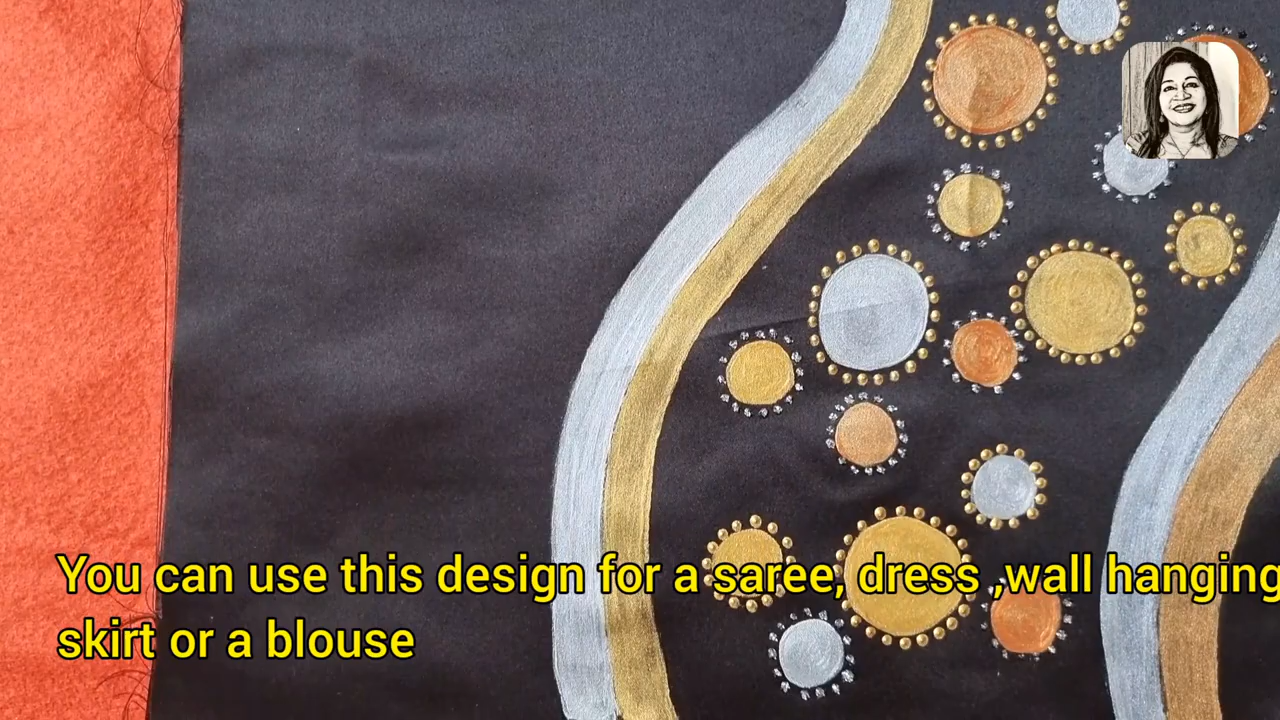 You can use this design for a saree, dress ,wall hanging
skirt or a blouse